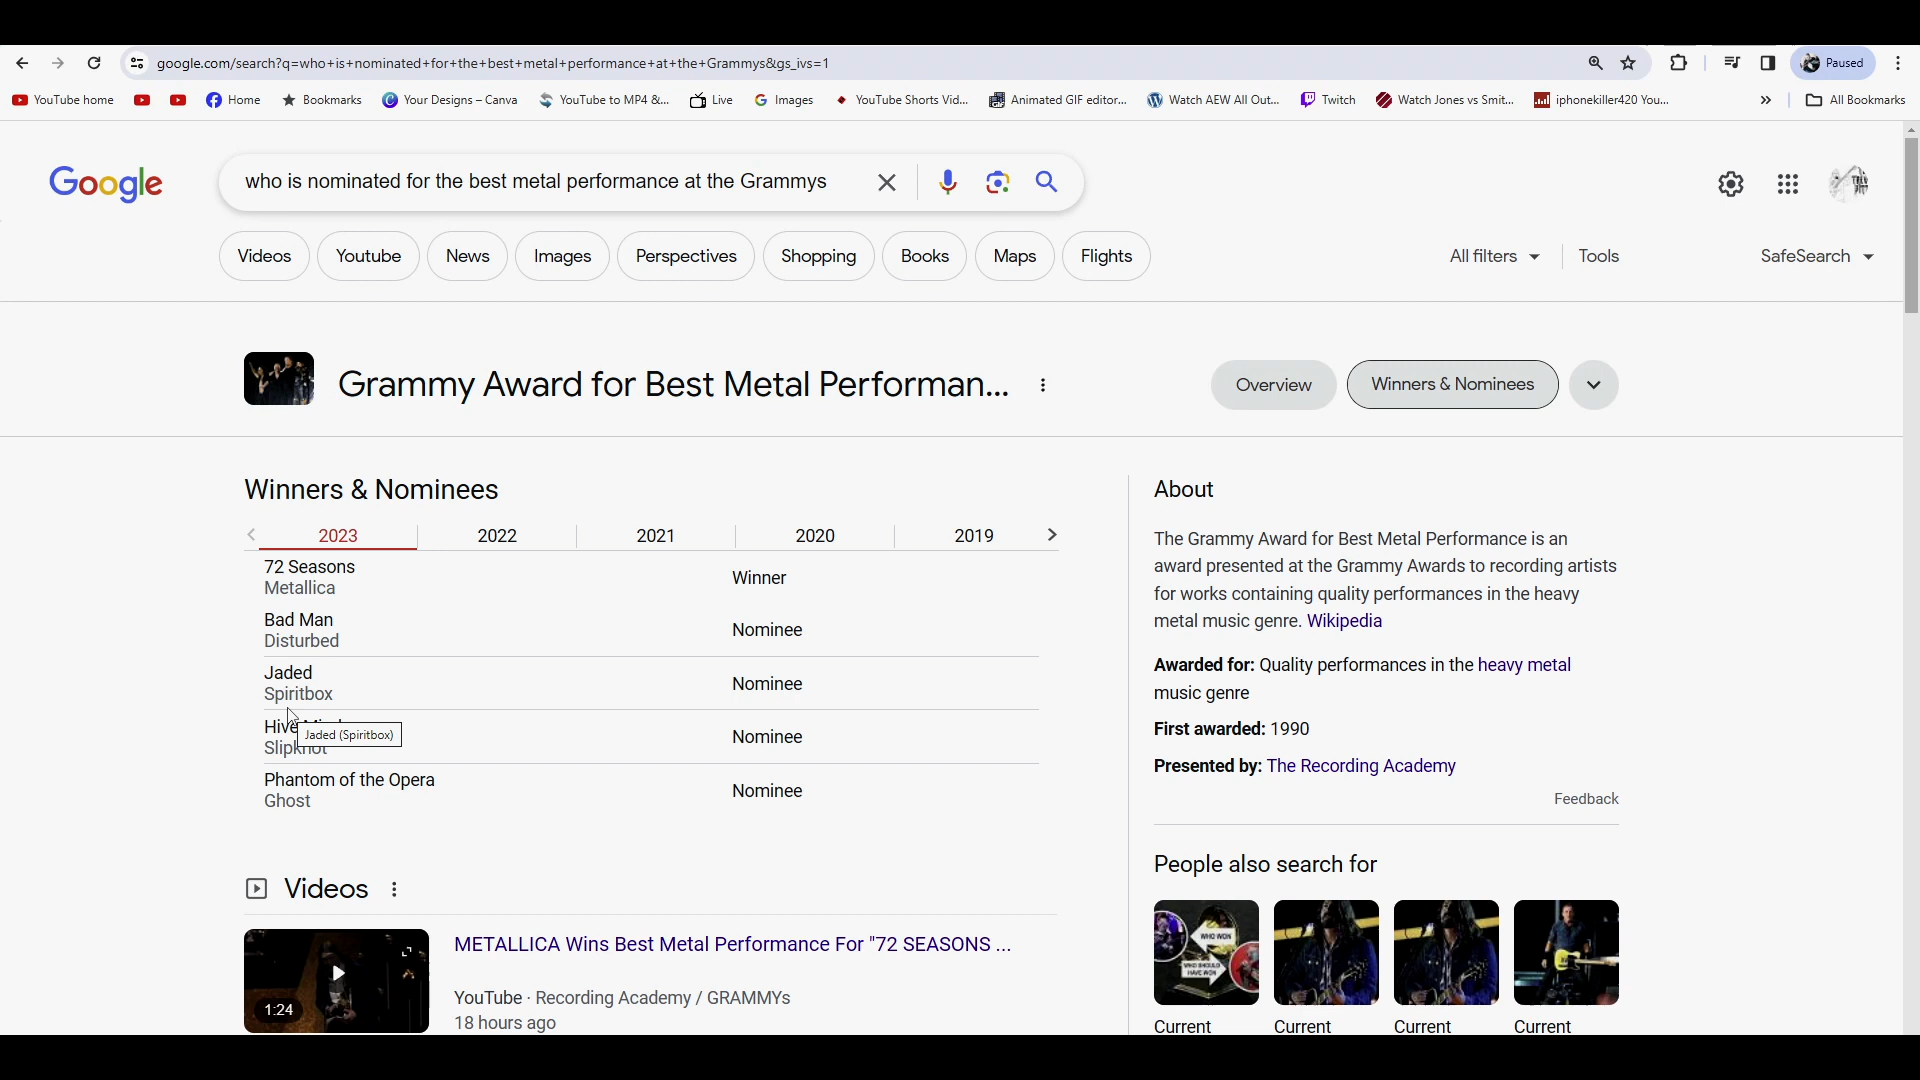 google.com/search?q=who+is+nominated+for+the+best+metal+performance+at+the+Grammys&gs_ivs=1
Paused
YouTube home
Home
Bookmarks
Your Designs – Canva
YouTube to MP4 &...
Live
Images
YouTube Shorts Vid...
Animated GIF editor...
Watch AEW All Out...
Twitch
Watch Jones vs Smit...
iphonekiller420 You...
»
All Bookmarks
Google
who is nominated for the best metal performance at the Grammys
Videos
Youtube
News
Images
Perspectives
Shopping
Books
Maps
Flights
All filters
Tools
SafeSearch
Grammy Award for Best Metal Performan...
Overview
Winners & Nominees
Winners & Nominees
2023
2022
2021
2020
2019
72 Seasons
Metallica
Winner
Bad Man
Disturbed
Nominee
Jaded
Spiritbox
Nominee
Jaded (Spiritbox)
Nominee
Phantom of the Opera
Ghost
Nominee
Videos
METALLICA Wins Best Metal Performance For "72 SEASONS ...
YouTube · Recording Academy / GRAMMYs
18 hours ago
1:24
About
The Grammy Award for Best Metal Performance is an
award presented at the Grammy Awards to recording artists
for works containing quality performances in the heavy
metal music genre. Wikipedia
Awarded for: Quality performances in the heavy metal
music genre
First awarded: 1990
Presented by: The Recording Academy
Feedback
People also search for
WHO WON
WHO SHOULD
HAVE WON
Current
Current
Current
Current